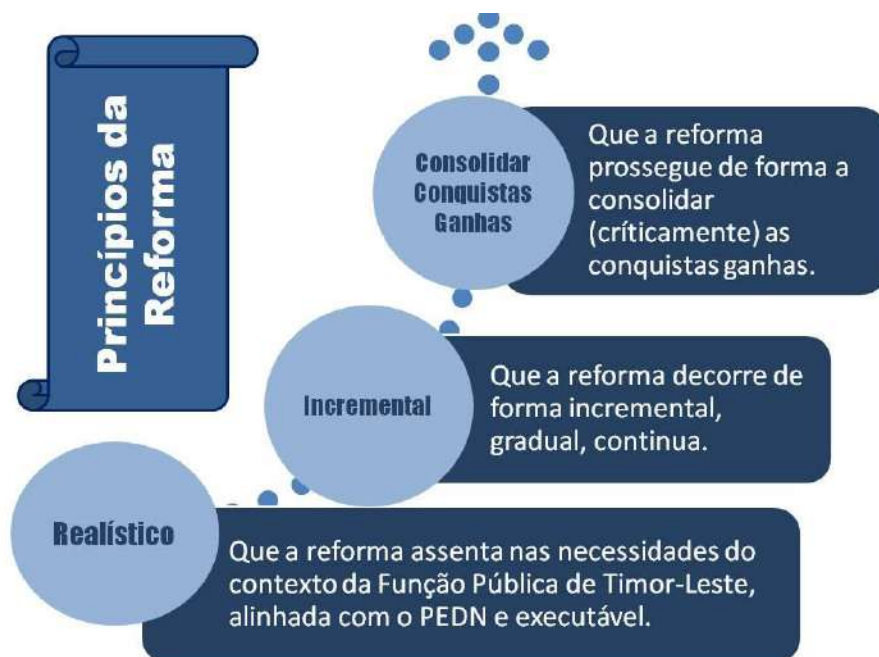 Princípios da
Reforma
Consolidar
Conquistas
Ganhas
Que a reforma
prossegue de forma a
consolidar
(críticamente) as
conquistas ganhas.
Incremental
Que a reforma decorre de
forma incremental,
gradual, continua.
Realístico
Que a reforma assenta nas necessidades do
contexto da Função Pública de Timor-Leste,
alinhada com o PEDN e executável.